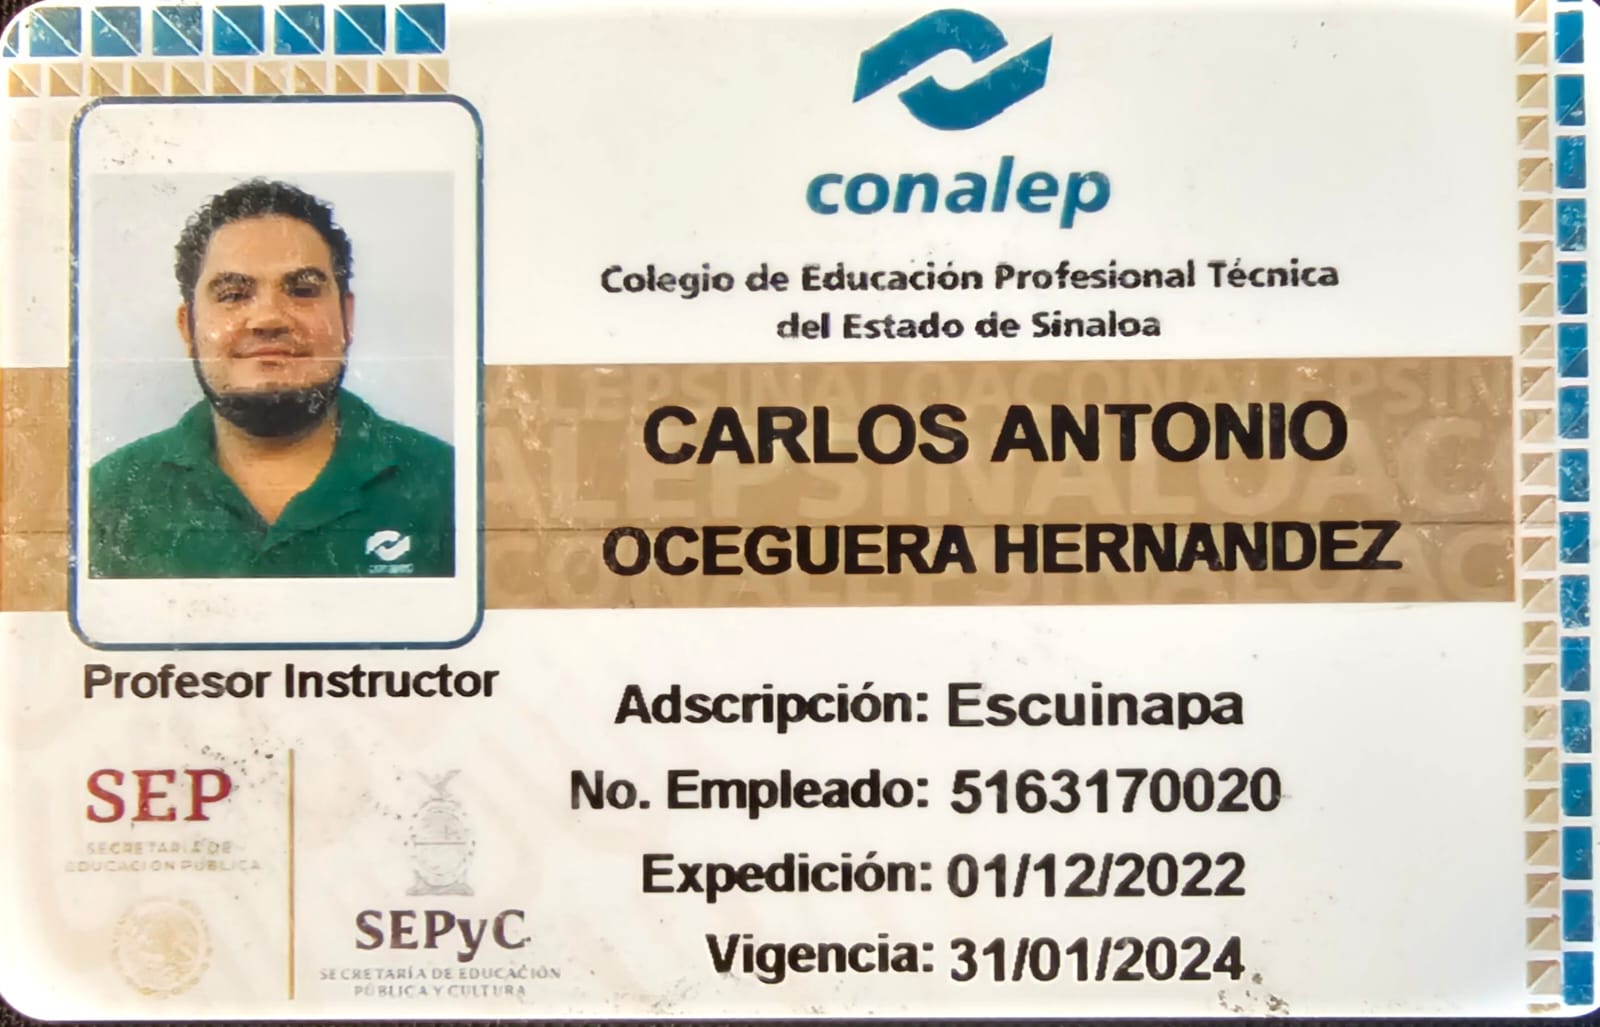 conalep
Colegio de Educación Profesional Técnica
del Estado de Sinaloa
CARLOS ANTONIO
OCEGUERA HERNANDEZ
Profesor Instructor
Adscripción: Escuinapa
No. Empleado: 5163170020
Expedición: 01/12/2022
Vigencia: 31/01/2024
SEP
SECRETARÍA DE
EDUCACIÓN PÚBLICA
SEPyC
SECRETARÍA DE EDUCACIÓN
PÚBLICA Y CULTURA